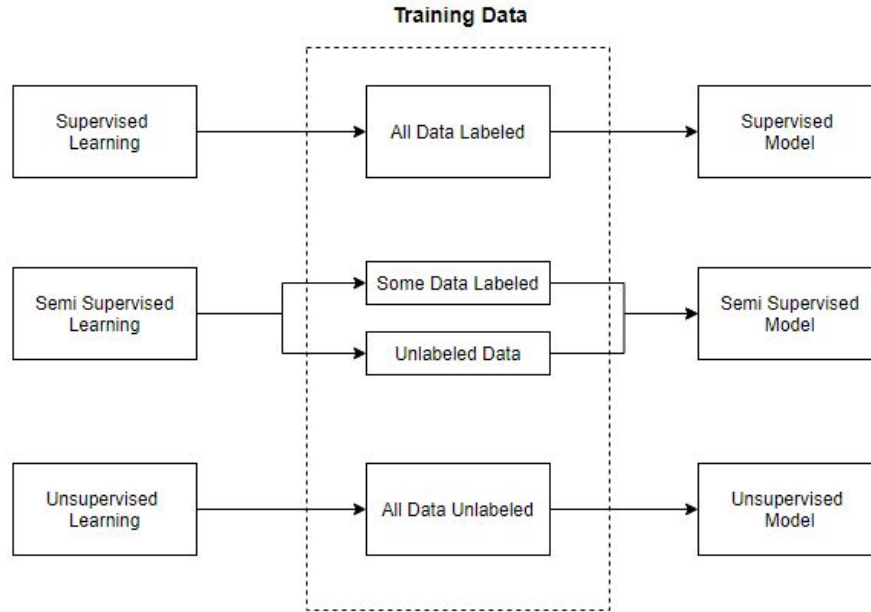 Training Data
Supervised
Learning
All Data Labeled
Supervised
Model
Semi Supervised
Learning
Some Data Labeled
Unlabeled Data
Semi Supervised
Model
Unsupervised
Learning
All Data Unlabeled
Unsupervised
Model